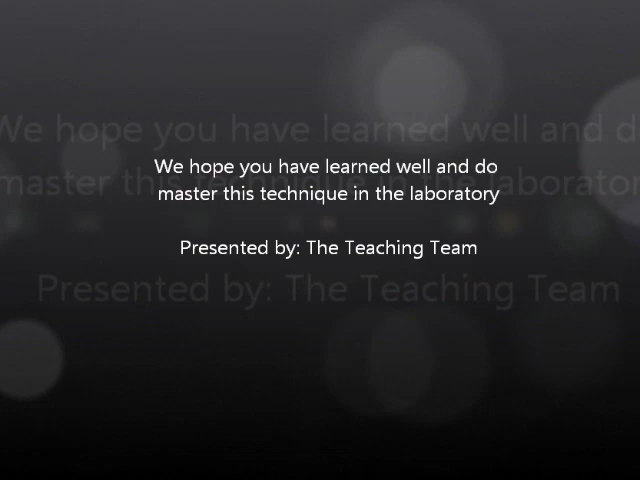 We hope you have learned well and do
master this technique in the laboratory
Presented by: The Teaching Team